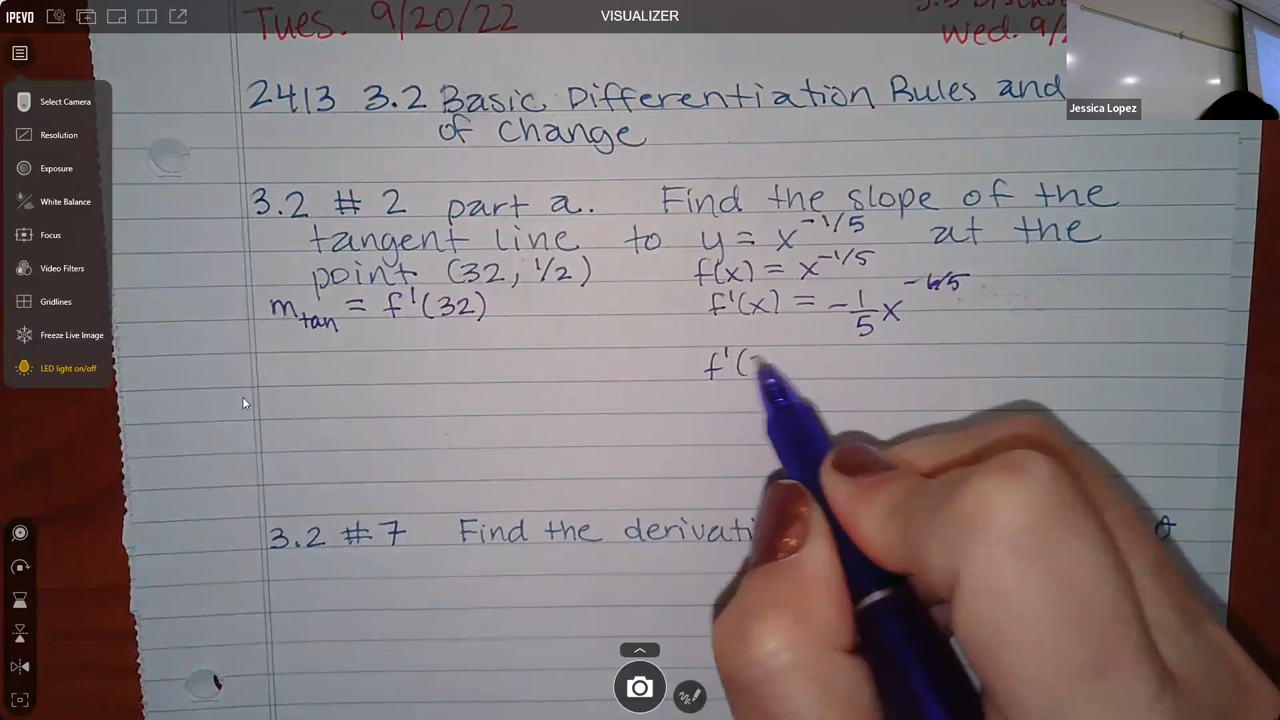 IPEVO
VISUALIZER
Select Camera
Resolution
Exposure
White Balance
Focus
Video Filters
Gridlines
Freeze Live Image
LED light on/off
Jessica Lopez
Tues. 9/20/22
Wed. 9/
2413 3.2 Basic Differentiation Rules and
of Change
3.2 # 2 part a. Find the slope of the
tangent line to y = x^-1/5 at the
point (32, 1/2) f(x) = x^-1/5
m_tan = f'(32) f'(x) = -1/5 x^-6/5
f'(
3.2 # 7 Find the